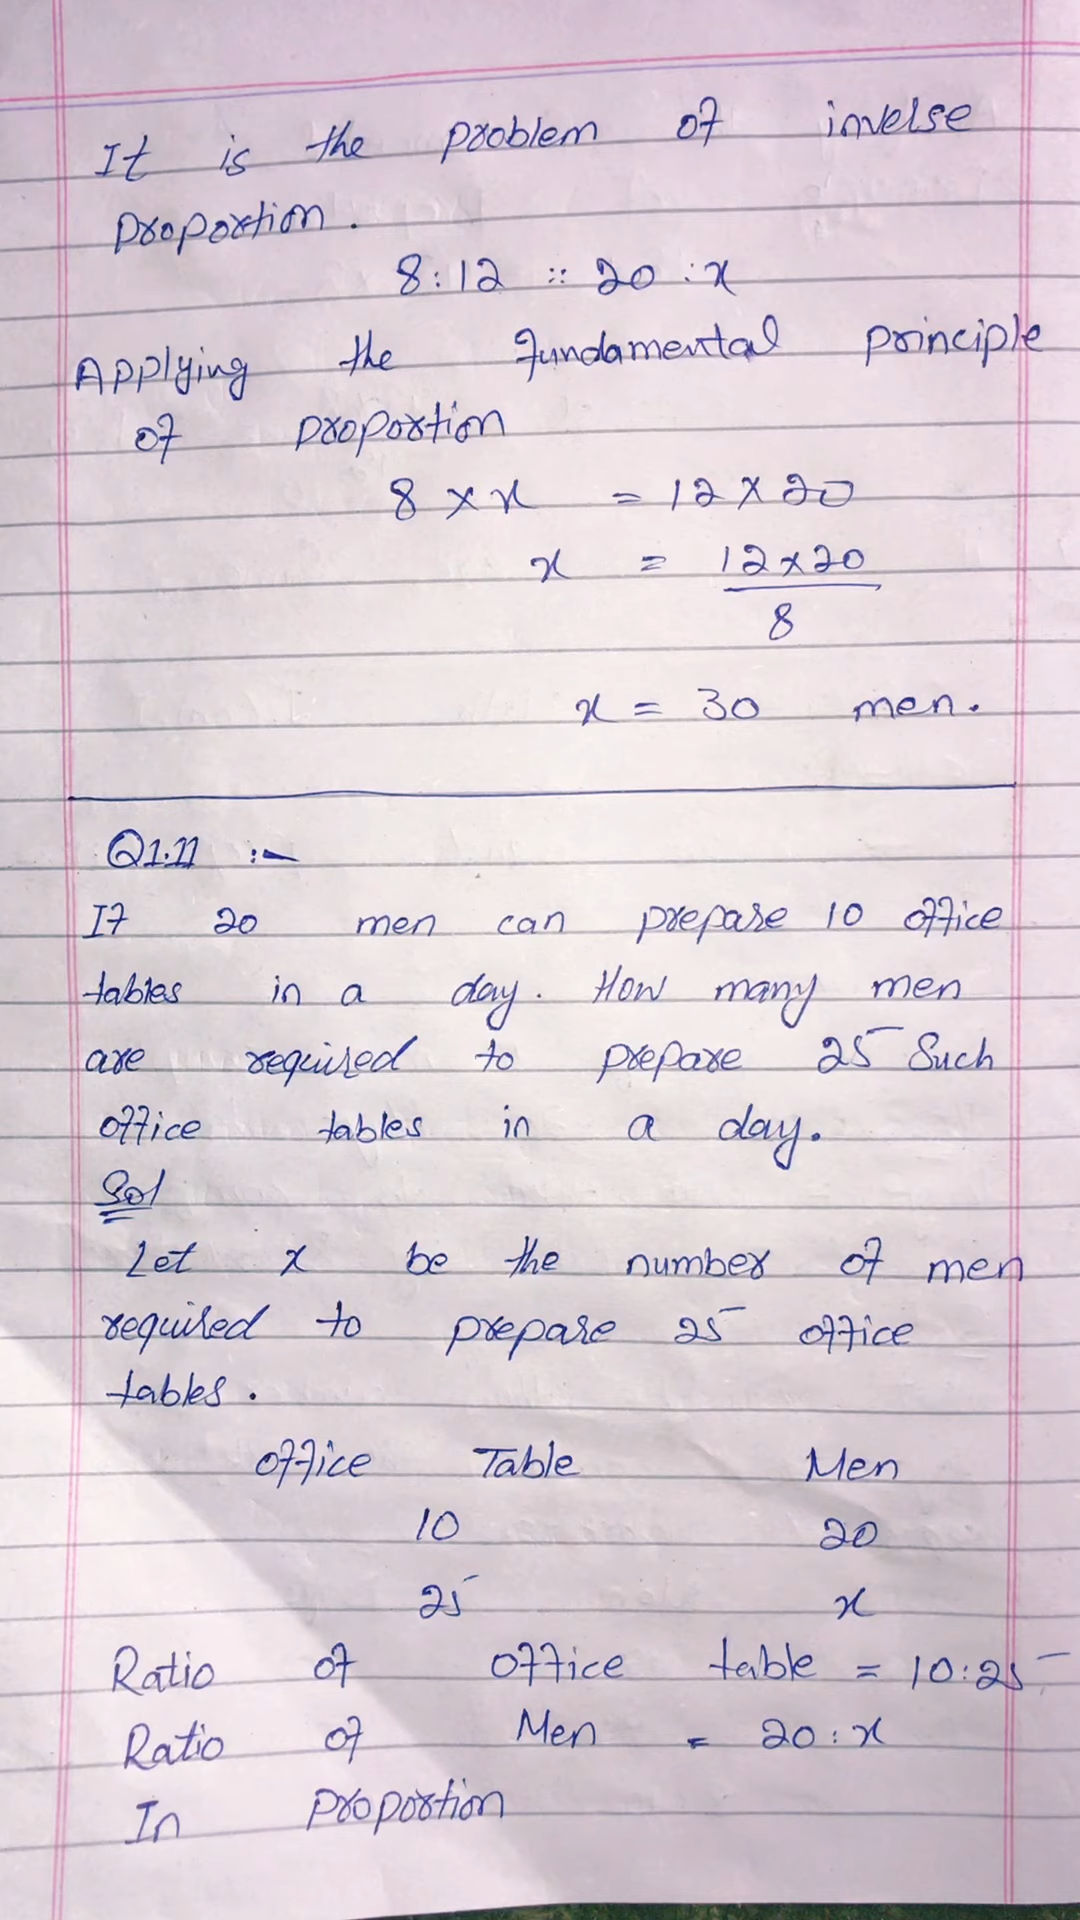 It is the problem of inverse
proportion.
8:12 :: 20 : x
Applying the fundamental principle
of proportion
8 × x = 12 × 20
x = 12×20
8
x = 30 men.
Q1.11 :-
If 20 men can prepare 10 office
tables in a day. How many men
are required to prepare 25 Such
office tables in a day.
Sol
Let x be the number of men
required to prepare 25 office
tables.
office Table Men
10 20
25 x
Ratio of office table = 10:25
Ratio of Men = 20 : x
In proportion